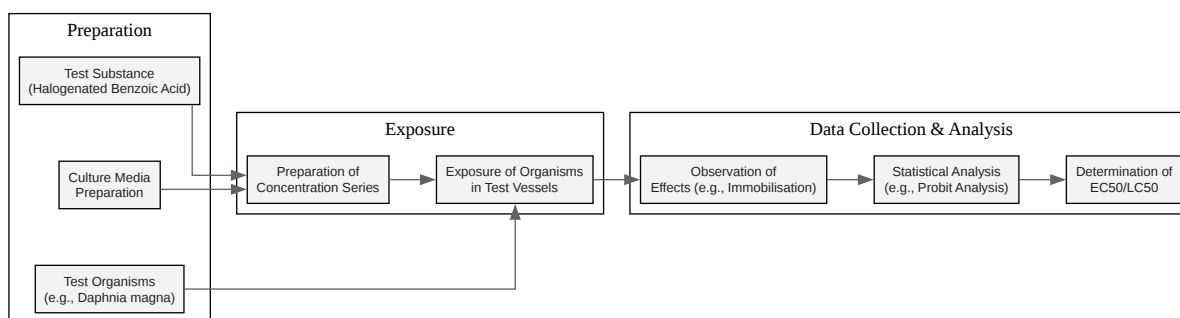 Preparation
Test Substance
(Halogenated Benzoic Acid)
Culture Media
Preparation
Test Organisms
(e.g., Daphnia magna)
Exposure
Preparation of
Concentration Series
Exposure of Organisms
in Test Vessels
Data Collection & Analysis
Observation of
Effects (e.g., Immobilisation)
Statistical Analysis
(e.g., Probit Analysis)
Determination of
EC50/LC50